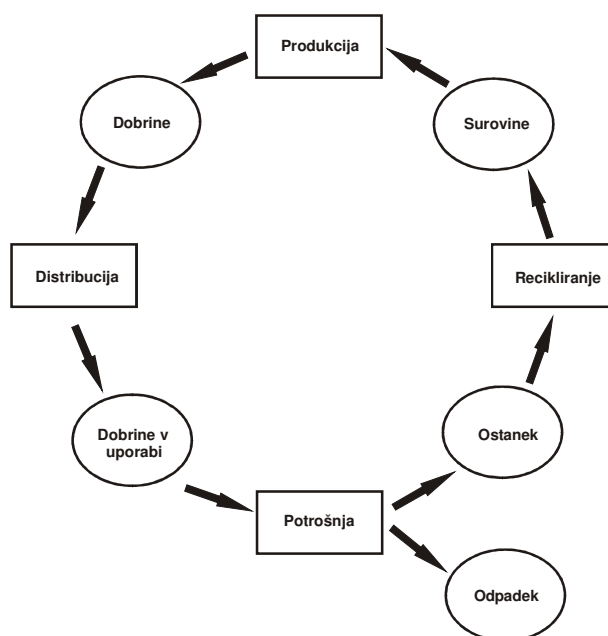 Produkcija
Dobrine
Surovine
Distribucija
Recikliranje
Dobrine v
uporabi
Ostanek
Potrošnja
Odpadek